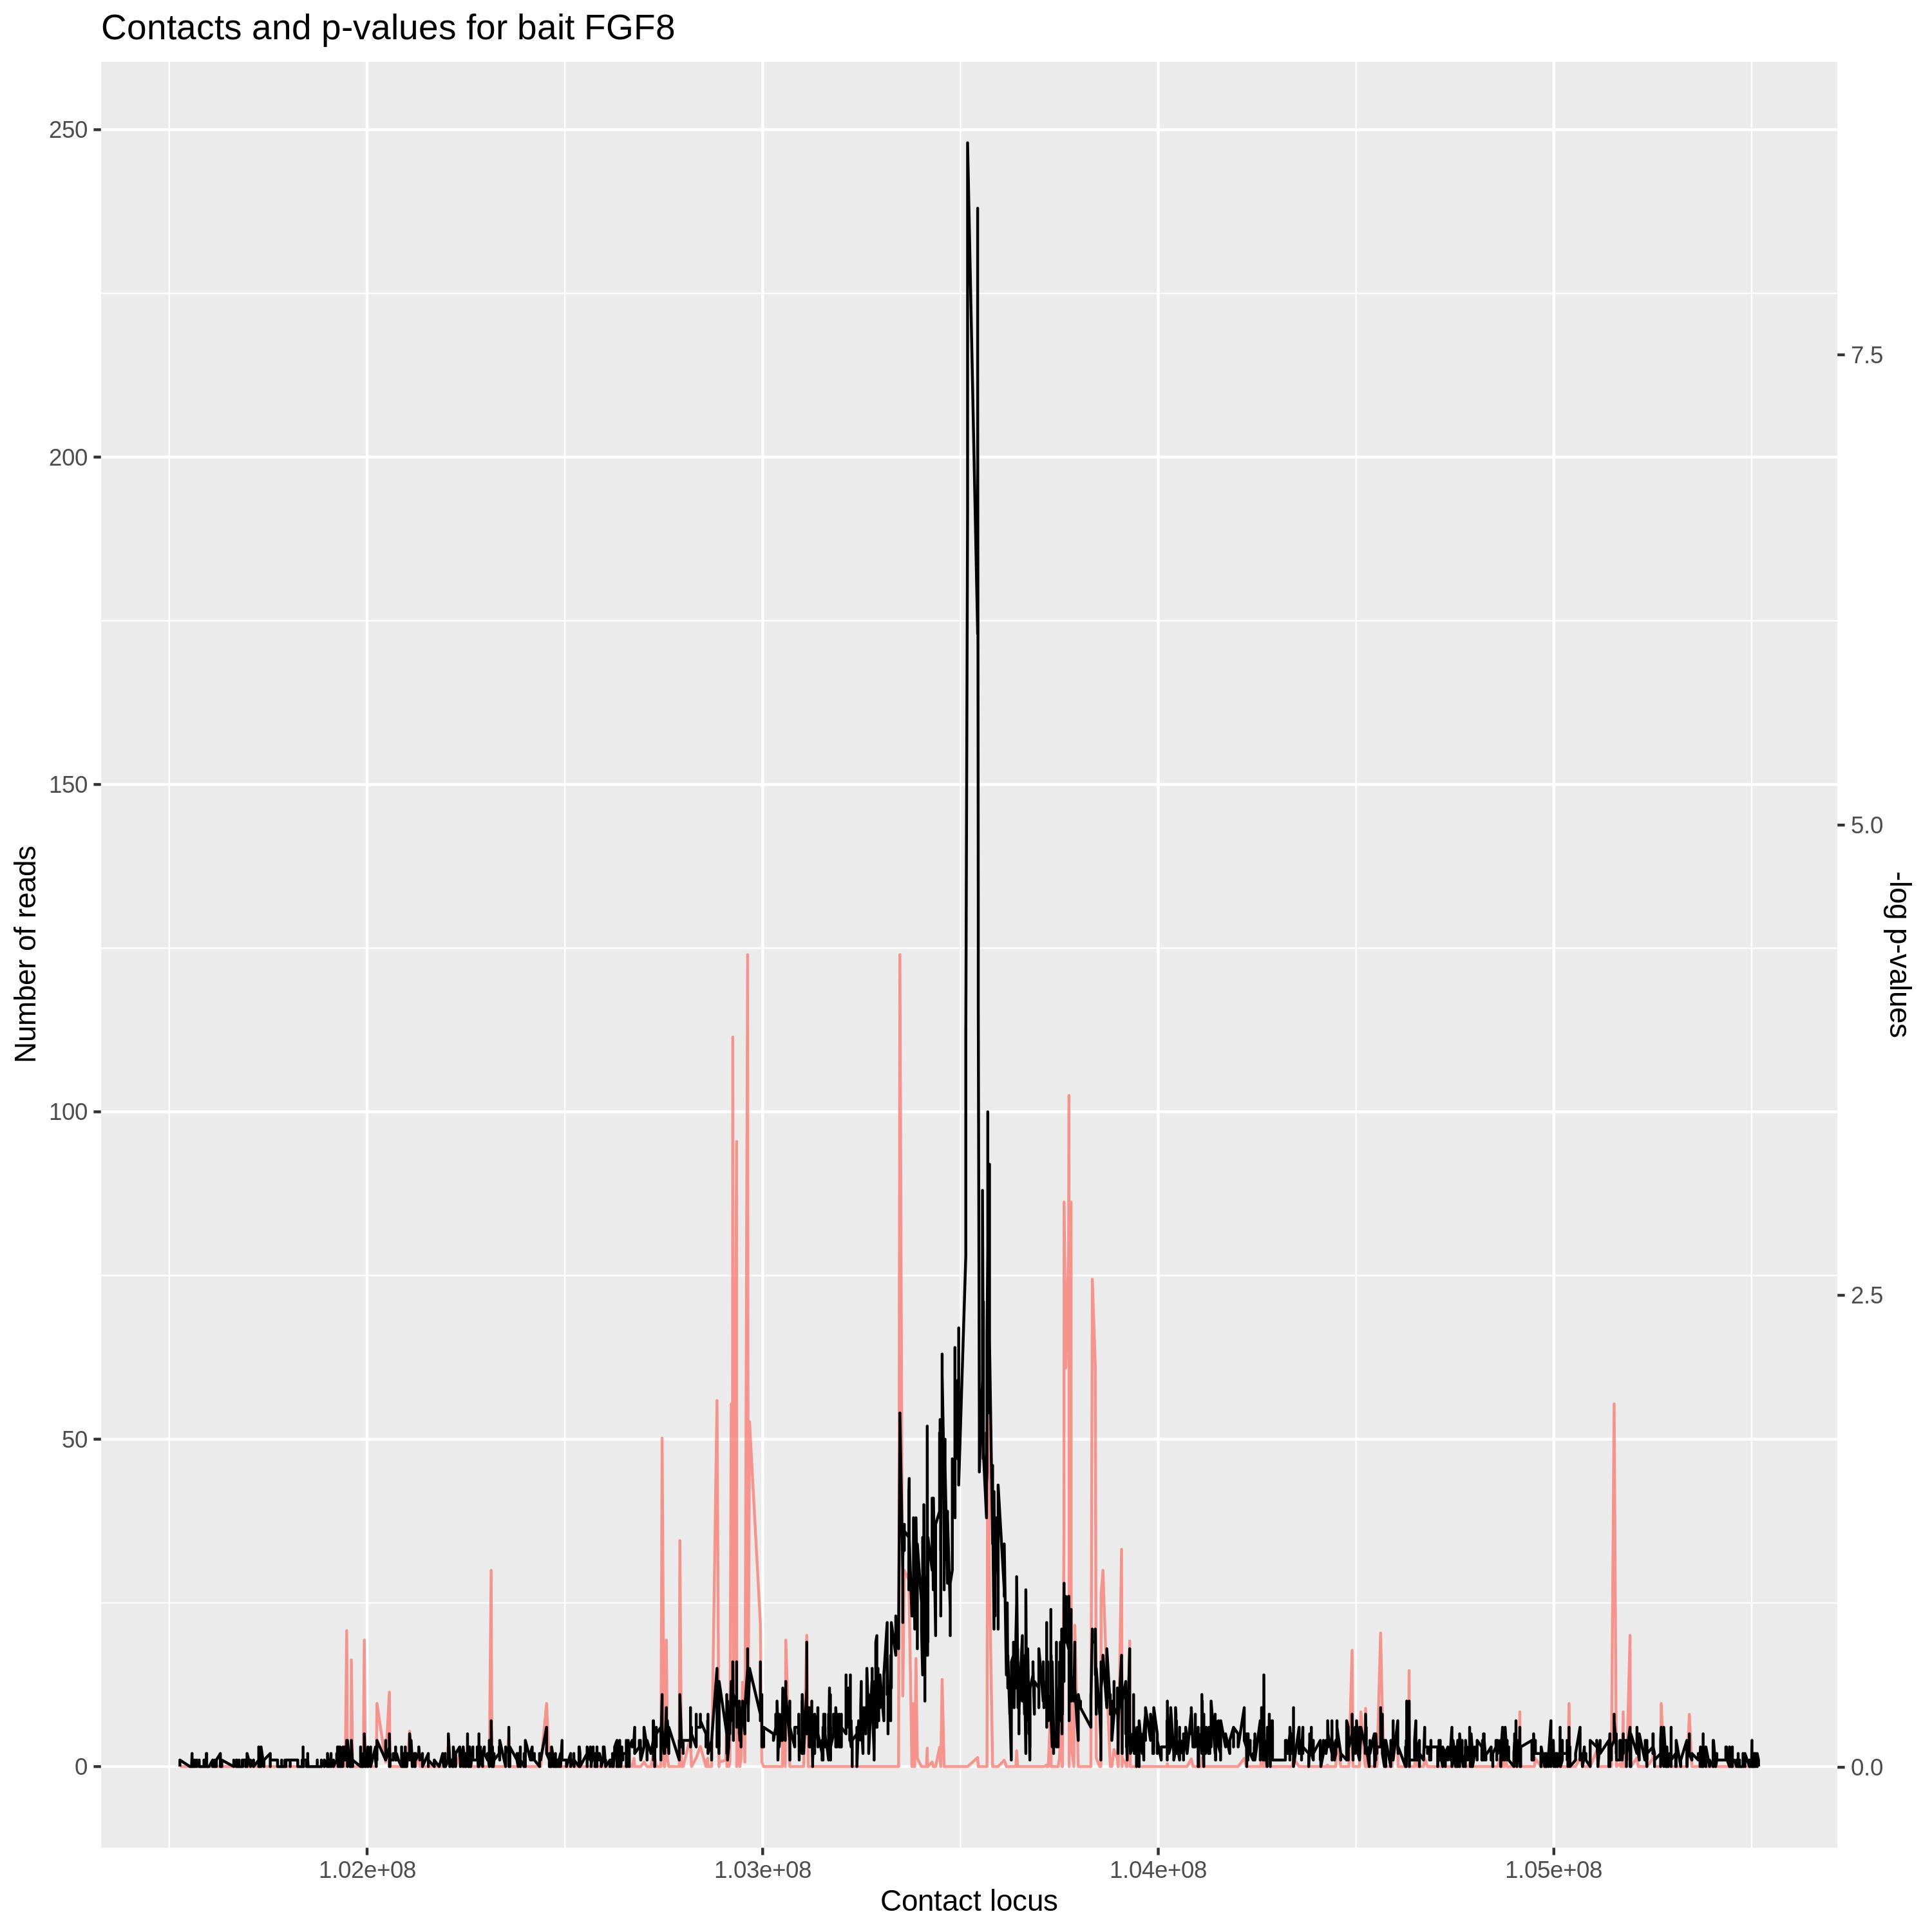 Contacts and p-values for bait FGF8
250
200
150
100
50
0
Number of reads
7.5
5.0
2.5
0.0
-log p-values
1.02e+08
1.03e+08
1.04e+08
1.05e+08
Contact locus